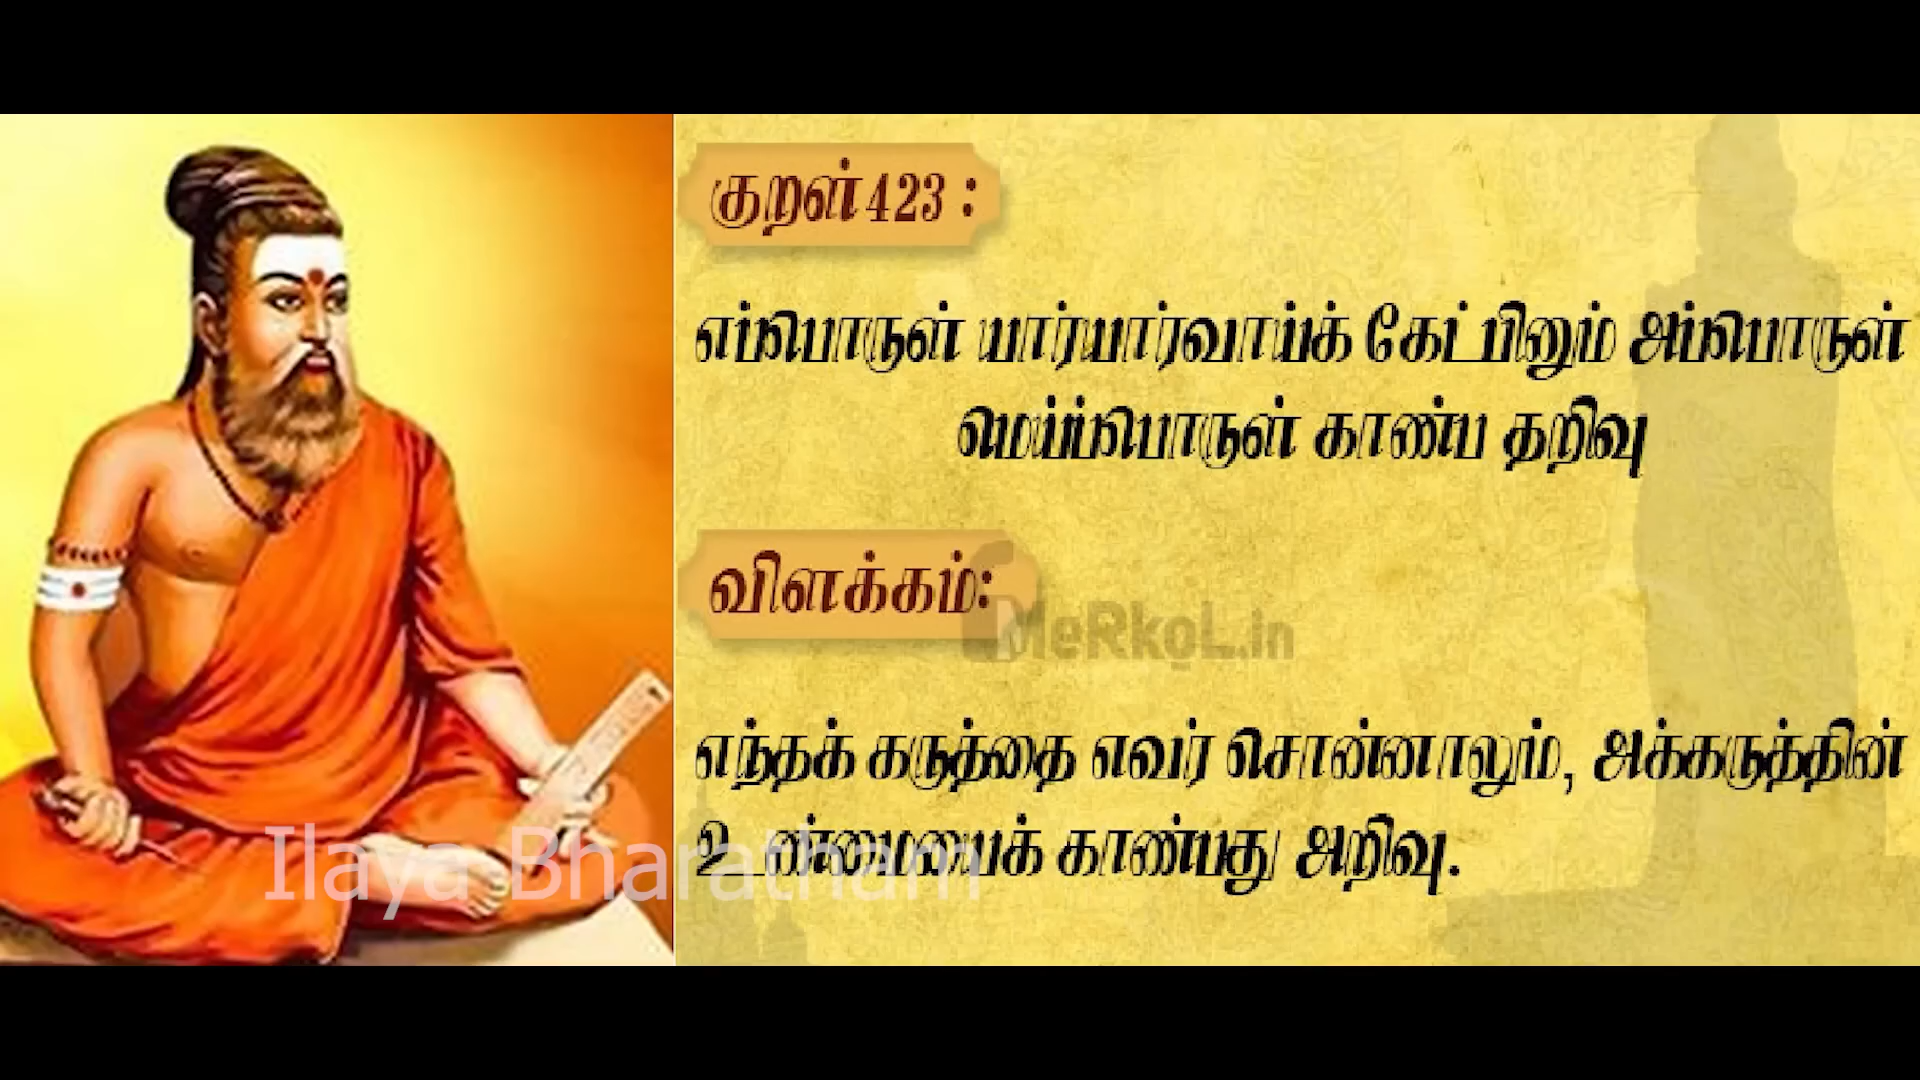 குறள் 423 :
எப்பொருள் யார்யார்வாய்க் கேட்பினும் அப்பொருள்
மெய்ப்பொருள் காண்ப தறிவு
விளக்கம்:
MeRkoL.in
எந்தக் கருத்தை எவர் சொன்னாலும், அக்கருத்தின்
உண்மையைக் காண்பது அறிவு.
Ilaya Bharatham